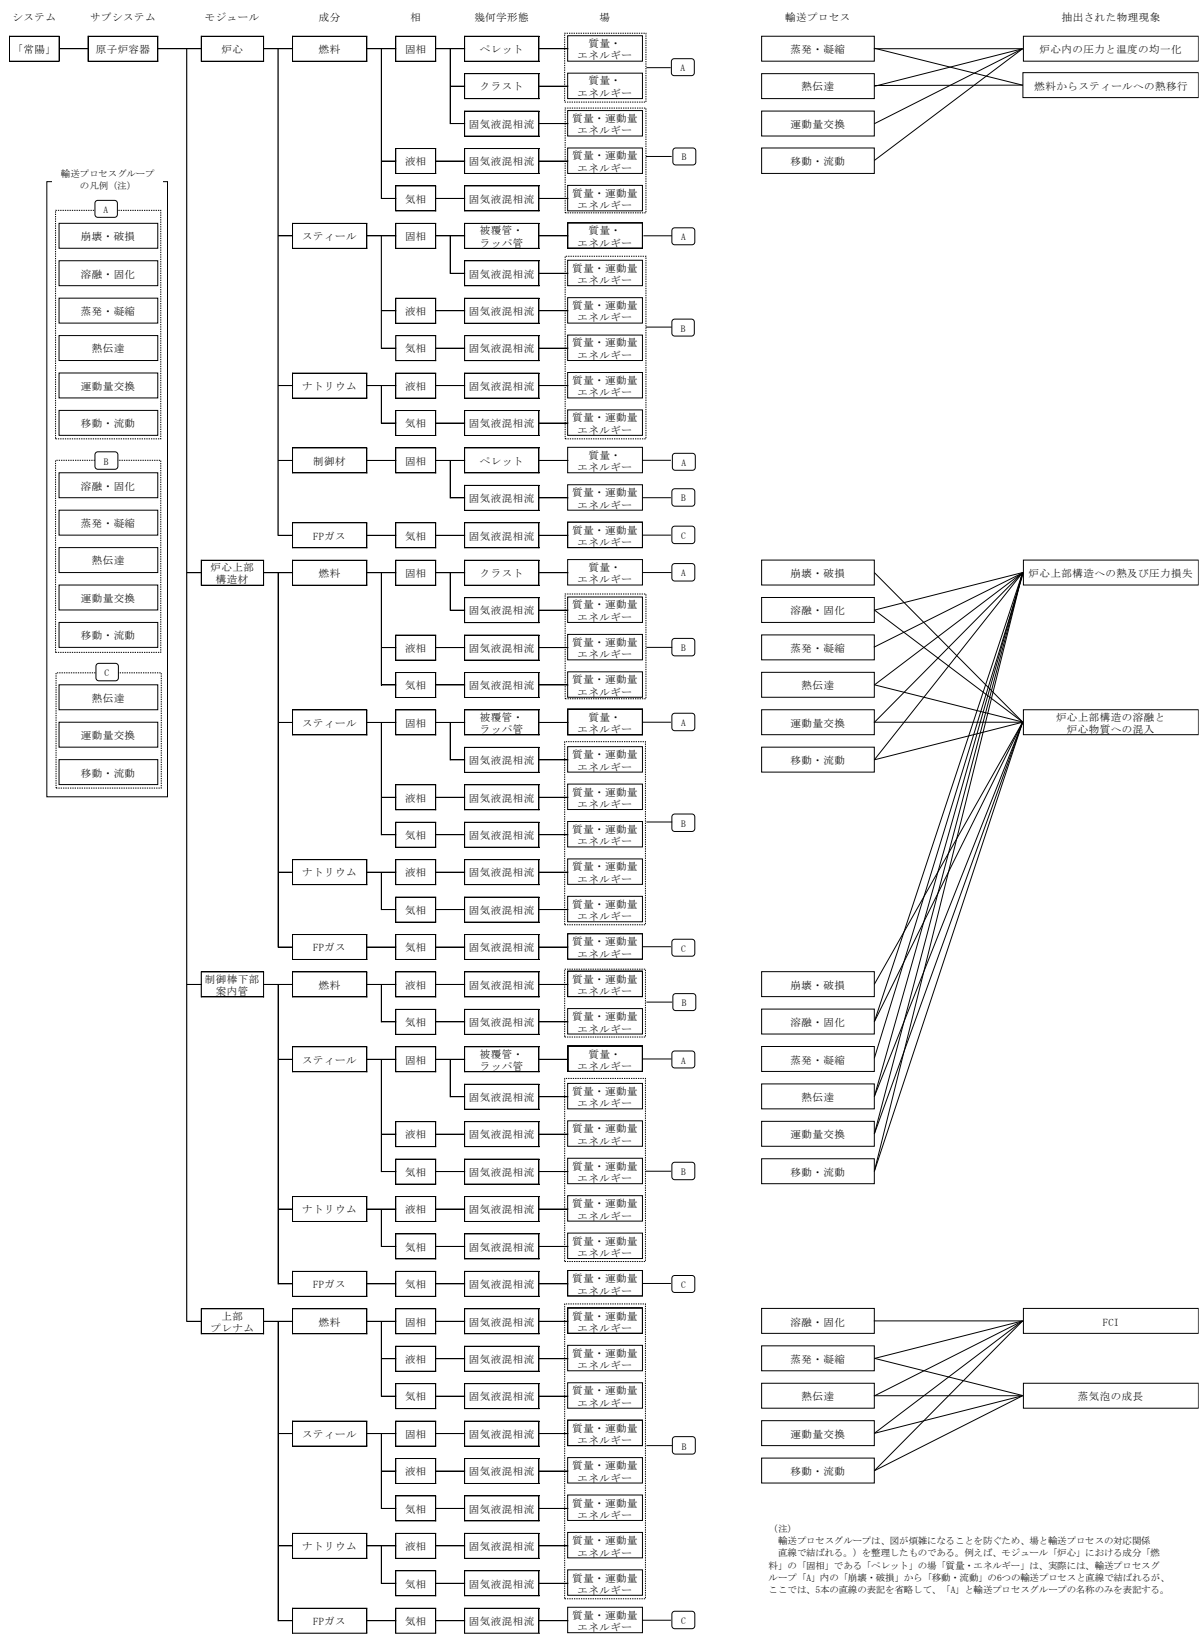 システム サブシステム モジュール 成分 相 幾何学形態 場 輸送プロセス 抽出された物理現象
「常陽」 原子炉容器 炉心 燃料 固相 ペレット 質量・
エネルギー A
クラスト 質量・
エネルギー
固気液混相流 質量・運動量
エネルギー
液相 固気液混相流 質量・運動量
エネルギー B
気相 固気液混相流 質量・運動量
エネルギー
スティール 固相 被覆管・
ラッパ管 質量・
エネルギー A
固気液混相流 質量・運動量
エネルギー
液相 固気液混相流 質量・運動量
エネルギー B
気相 固気液混相流 質量・運動量
エネルギー
ナトリウム 液相 固気液混相流 質量・運動量
エネルギー
気相 固気液混相流 質量・運動量
エネルギー
制御材 固相 ペレット 質量・
エネルギー A
固気液混相流 質量・運動量
エネルギー B
FPガス 気相 固気液混相流 質量・運動量
エネルギー C
蒸発・凝縮 炉心内の圧力と温度の均一化
熱伝達 燃料からスティールへの熱移行
運動量交換
移動・流動
輸送プロセスグループ
の凡例（注）
A
崩壊・破損
溶融・固化
蒸発・凝縮
熱伝達
運動量交換
移動・流動
B
溶融・固化
蒸発・凝縮
熱伝達
運動量交換
移動・流動
C
熱伝達
運動量交換
移動・流動
炉心上部
構造材 燃料 固相 クラスト 質量・
エネルギー A
固気液混相流 質量・運動量
エネルギー
液相 固気液混相流 質量・運動量
エネルギー B
気相 固気液混相流 質量・運動量
エネルギー
スティール 固相 被覆管・
ラッパ管 質量・
エネルギー A
固気液混相流 質量・運動量
エネルギー
液相 固気液混相流 質量・運動量
エネルギー B
気相 固気液混相流 質量・運動量
エネルギー
ナトリウム 液相 固気液混相流 質量・運動量
エネルギー
気相 固気液混相流 質量・運動量
エネルギー
FPガス 気相 固気液混相流 質量・運動量
エネルギー C
崩壊・破損 炉心上部構造への熱及び圧力損失
溶融・固化
蒸発・凝縮
熱伝達
運動量交換 炉心上部構造の溶融と
炉心物質への混入
移動・流動
制御棒下部
案内管 燃料 液相 固気液混相流 質量・運動量
エネルギー B
気相 固気液混相流 質量・運動量
エネルギー
スティール 固相 被覆管・
ラッパ管 質量・
エネルギー A
固気液混相流 質量・運動量
エネルギー
液相 固気液混相流 質量・運動量
エネルギー
気相 固気液混相流 質量・運動量
エネルギー B
ナトリウム 液相 固気液混相流 質量・運動量
エネルギー
気相 固気液混相流 質量・運動量
エネルギー
FPガス 気相 固気液混相流 質量・運動量
エネルギー C
崩壊・破損
溶融・固化
蒸発・凝縮
熱伝達
運動量交換
移動・流動
上部
プレナム 燃料 固相 固気液混相流 質量・運動量
エネルギー
液相 固気液混相流 質量・運動量
エネルギー
気相 固気液混相流 質量・運動量
エネルギー
スティール 固相 固気液混相流 質量・運動量
エネルギー B
液相 固気液混相流 質量・運動量
エネルギー
気相 固気液混相流 質量・運動量
エネルギー
ナトリウム 液相 固気液混相流 質量・運動量
エネルギー
気相 固気液混相流 質量・運動量
エネルギー
FPガス 気相 固気液混相流 質量・運動量
エネルギー C
溶融・固化 FCI
蒸発・凝縮
熱伝達 蒸気泡の成長
運動量交換
移動・流動
（注）
輸送プロセスグループは、図が煩雑になることを防ぐため、場と輸送プロセスの対応関係
直線で結ばれる。）を整理したものである。例えば、モジュール「炉心」における成分「燃
料」の「固相」である「ペレット」の場「質量・エネルギー」は、実際には、輸送プロセスグ
ループ「A」内の「崩壊・破損」から「移動・流動」の6つの輸送プロセスと直線で結ばれるが、
ここでは、5本の直線の表記を省略して、「A」と輸送プロセスグループの名称のみを表記する。